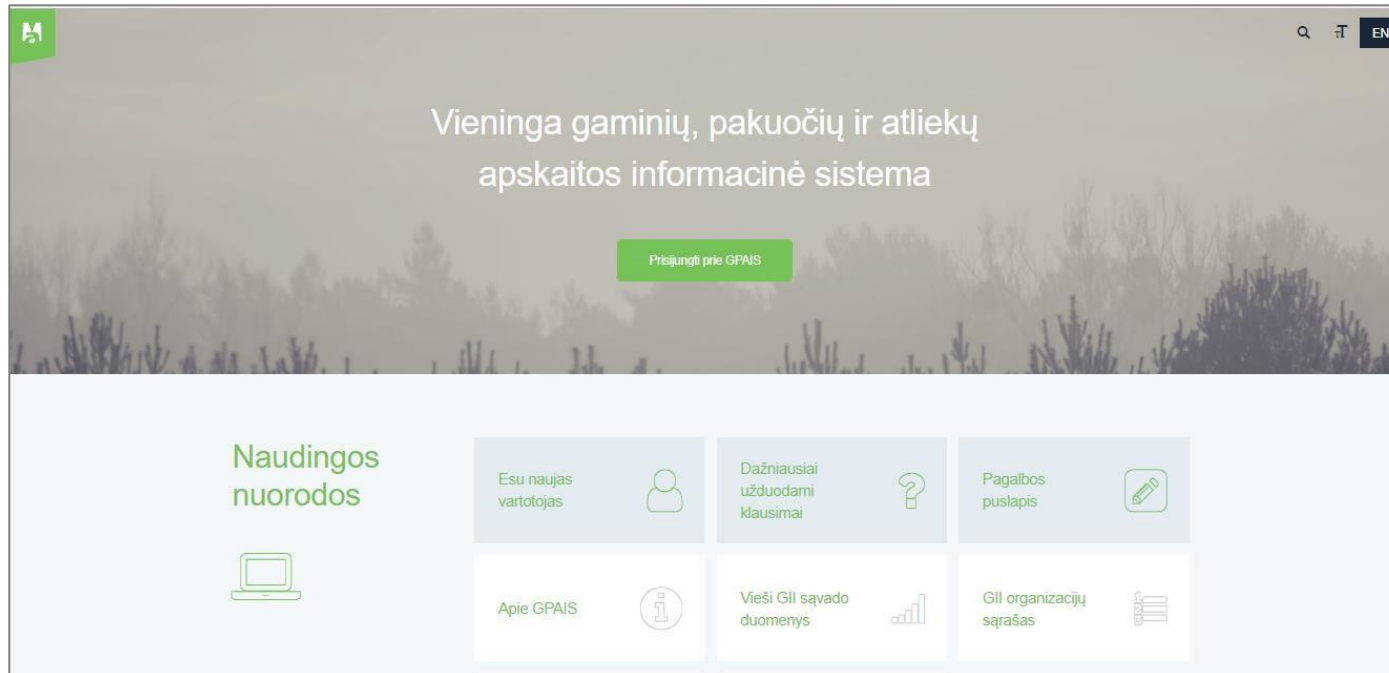 EN
Vieninga gaminių, pakuočių ir atliekų
apskaitos informacinė sistema
Prisijungti prie GPAIS
Naudingos
nuorodos
Esu naujas
vartotojas
Dažniausiai
užduodami
klausimai
Pagalbos
puslapis
Apie GPAIS
Vieši GII sąvado
duomenys
GII organizacijų
sąrašas